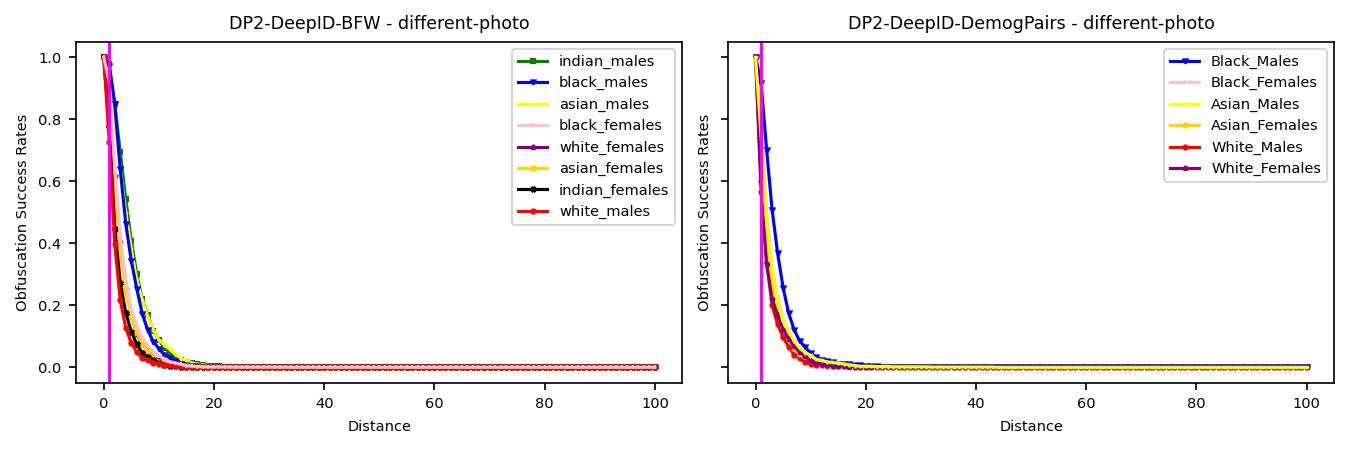 DP2-DeepID-BFW - different-photo
Obfuscation Success Rates
1.0
0.8
0.6
0.4
0.2
0.0
indian_males
black_males
asian_males
black_females
white_females
asian_females
indian_females
white_males
0 20 40 60 80 100
Distance
DP2-DeepID-DemogPairs - different-photo
Obfuscation Success Rates
Black_Males
Black_Females
Asian_Males
Asian_Females
White_Males
White_Females
0 20 40 60 80 100
Distance